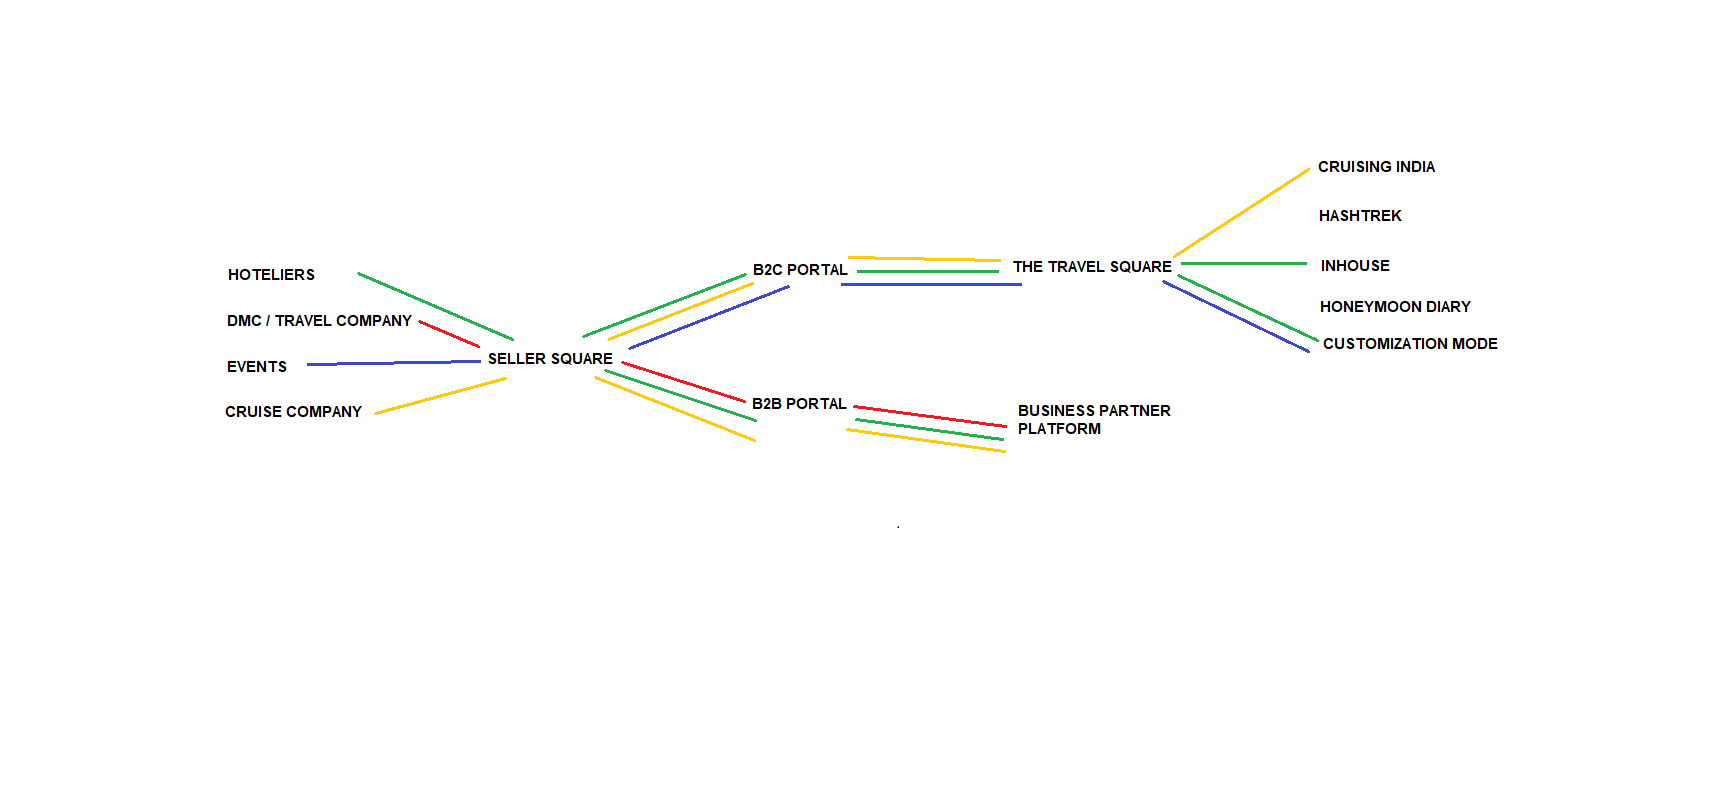 CRUISING INDIA
HASHTREK
HOTELIERS
B2C PORTAL
THE TRAVEL SQUARE
INHOUSE
DMC / TRAVEL COMPANY
HONEYMOON DIARY
EVENTS
SELLER SQUARE
CUSTOMIZATION MODE
CRUISE COMPANY
B2B PORTAL
BUSINESS PARTNER
PLATFORM